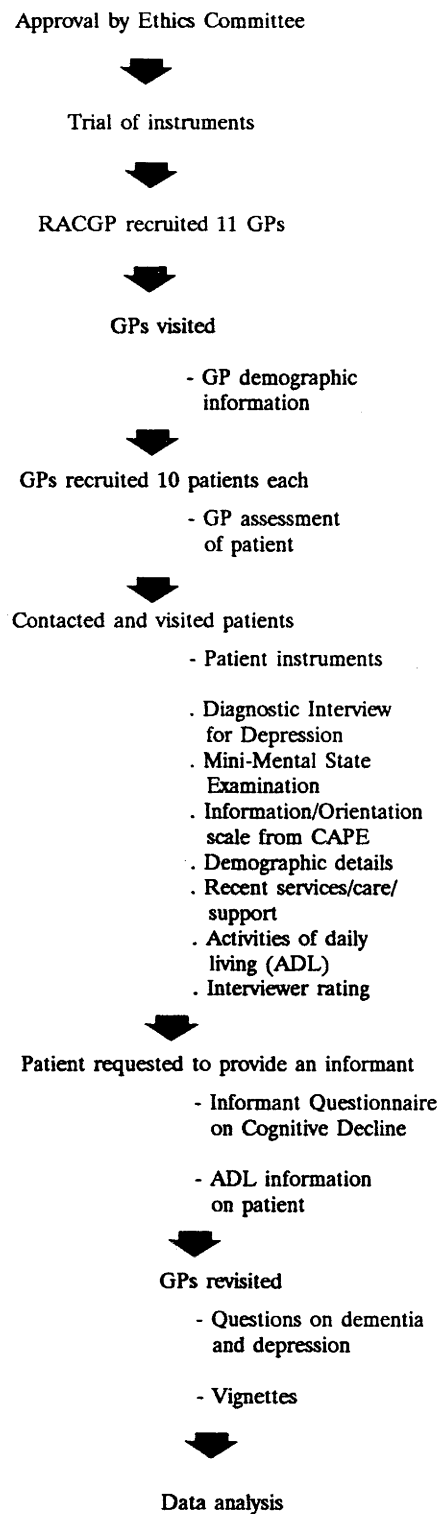 Approval by Ethics Committee
Trial of instruments
RACGP recruited 11 GPs
GPs visited
- GP demographic
information
GPs recruited 10 patients each
- GP assessment
of patient
Contacted and visited patients
- Patient instruments
. Diagnostic Interview
for Depression
. Mini-Mental State
Examination
. Information/Orientation
scale from CAPE
. Demographic details
. Recent services/care/
support
. Activities of daily
living (ADL)
. Interviewer rating
Patient requested to provide an informant
- Informant Questionnaire
on Cognitive Decline
- ADL information
on patient
GPs revisited
- Questions on dementia
and depression
- Vignettes
Data analysis